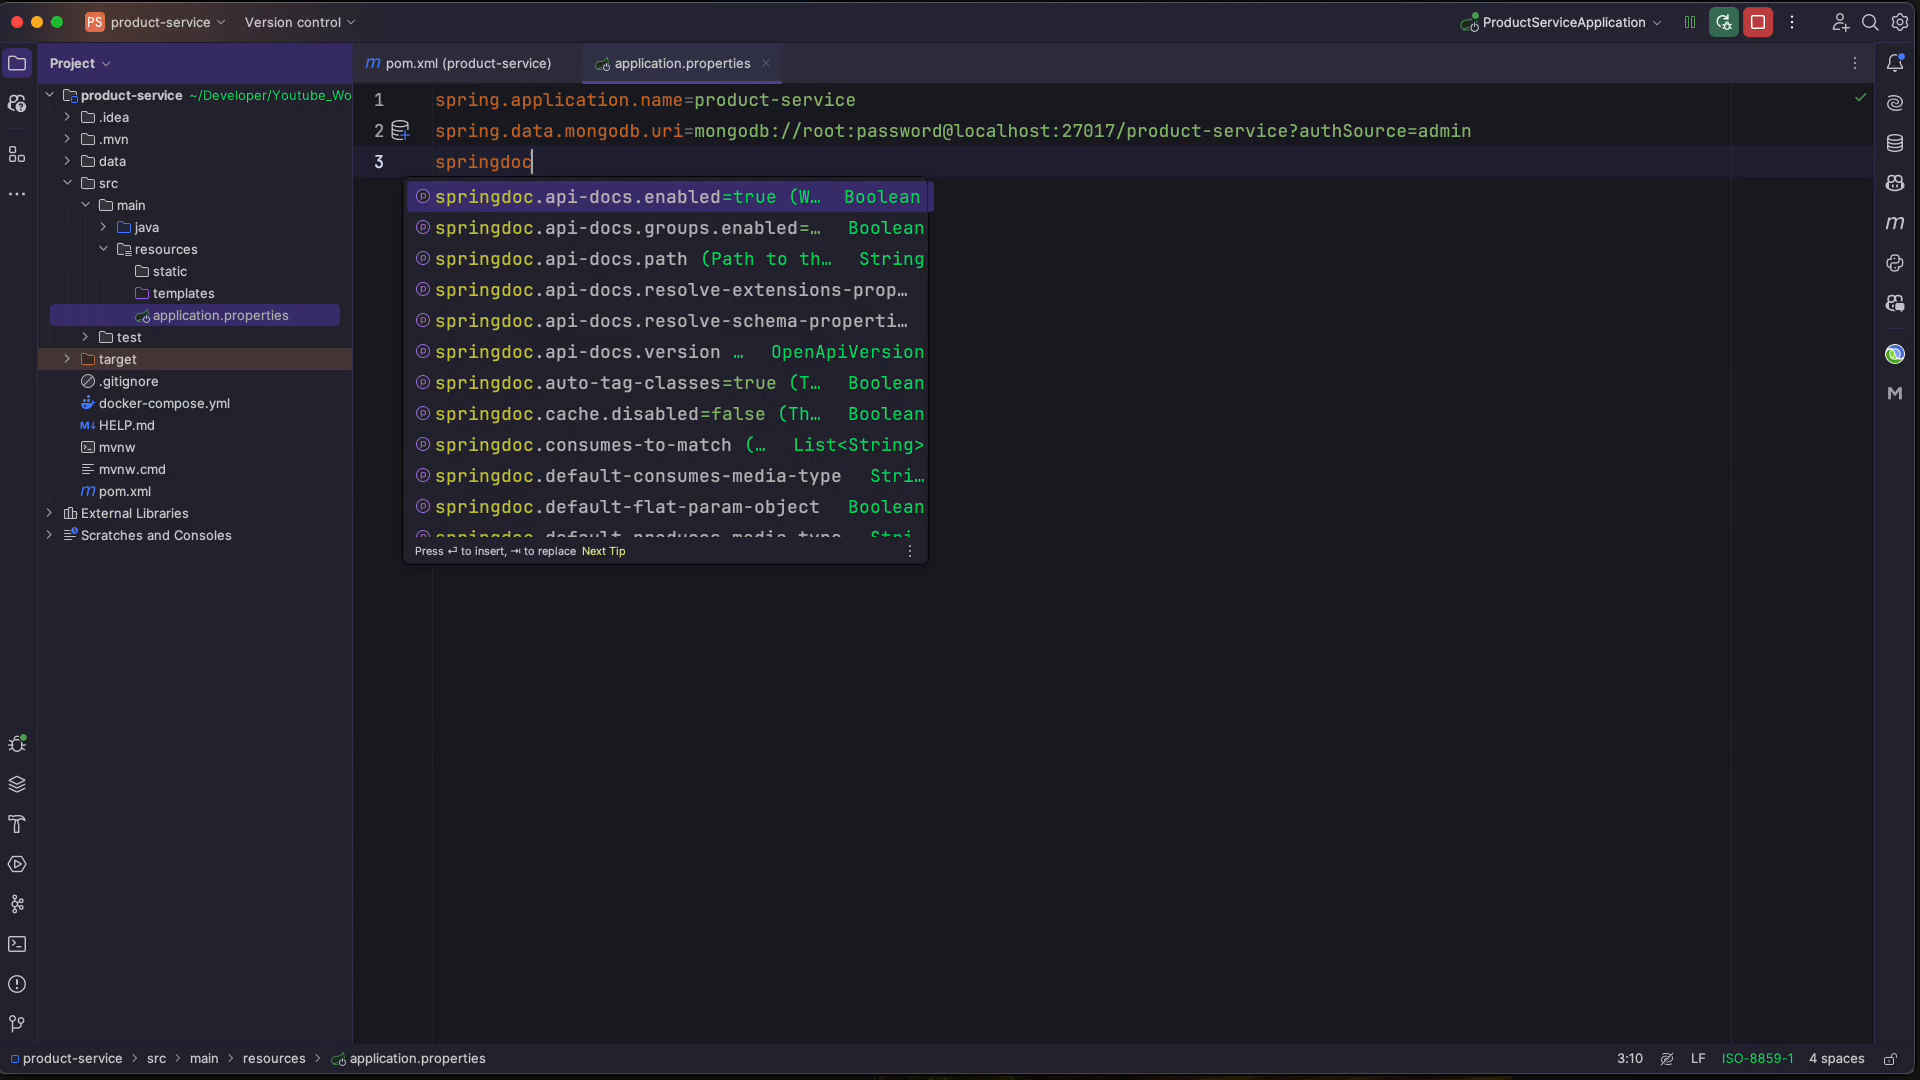 PS product-service Version control ProductServiceApplication
Project
pom.xml (product-service) application.properties
product-service ~/Developer/Youtube_Wo
.idea
.mvn
data
src
main
java
resources
static
templates
application.properties
test
target
.gitignore
docker-compose.yml
HELP.md
mvnw
mvnw.cmd
pom.xml
External Libraries
Scratches and Consoles
1 spring.application.name=product-service
2 spring.data.mongodb.uri=mongodb://root:password@localhost:27017/product-service?authSource=admin
3 springdoc
springdoc.api-docs.enabled=true (W… Boolean
springdoc.api-docs.groups.enabled=… Boolean
springdoc.api-docs.path (Path to th… String
springdoc.api-docs.resolve-extensions-prop…
springdoc.api-docs.resolve-schema-properti…
springdoc.api-docs.version … OpenApiVersion
springdoc.auto-tag-classes=true (T… Boolean
springdoc.cache.disabled=false (Th… Boolean
springdoc.consumes-to-match (… List<String>
springdoc.default-consumes-media-type Stri…
springdoc.default-flat-param-object Boolean
springdoc.default-produces-media-type Stri…
Press ⏎ to insert, ⇥ to replace Next Tip
product-service > src > main > resources > application.properties
3:10 LF ISO-8859-1 4 spaces